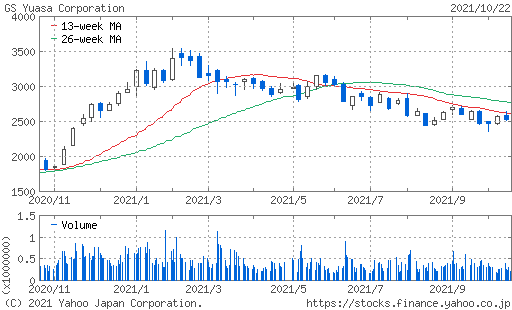 GS Yuasa Corporation 2021/10/22
4000
13-week MA
26-week MA
3500
3000
2500
2000
1500
2020/11 2021/1 2021/3 2021/5 2021/7 2021/9
1.5
Volume
1
0.5
0
(x1000000)
2020/11 2021/1 2021/3 2021/5 2021/7 2021/9
(C) 2021 Yahoo Japan Corporation. https://stocks.finance.yahoo.co.jp/